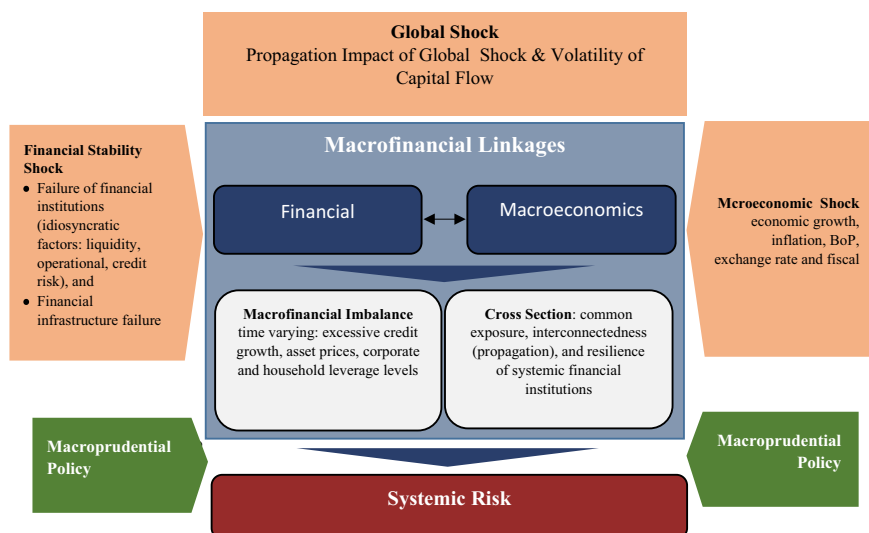 Global Shock
Propagation Impact of Global Shock & Volatility of
Capital Flow
Financial Stability
Shock
• Failure of financial
institutions
(idiosyncratic
factors: liquidity,
operational, credit
risk), and
• Financial
infrastructure failure
Macrofinancial Linkages
Financial
Macroeconomics
Macrofinancial Imbalance
time varying: excessive credit
growth, asset prices, corporate
and household leverage levels
Cross Section: common
exposure, interconnectedness
(propagation), and resilience
of systemic financial
institutions
Mcroeconomic Shock
economic growth,
inflation, BoP,
exchange rate and fiscal
Macroprudential
Policy
Macroprudential
Policy
Systemic Risk